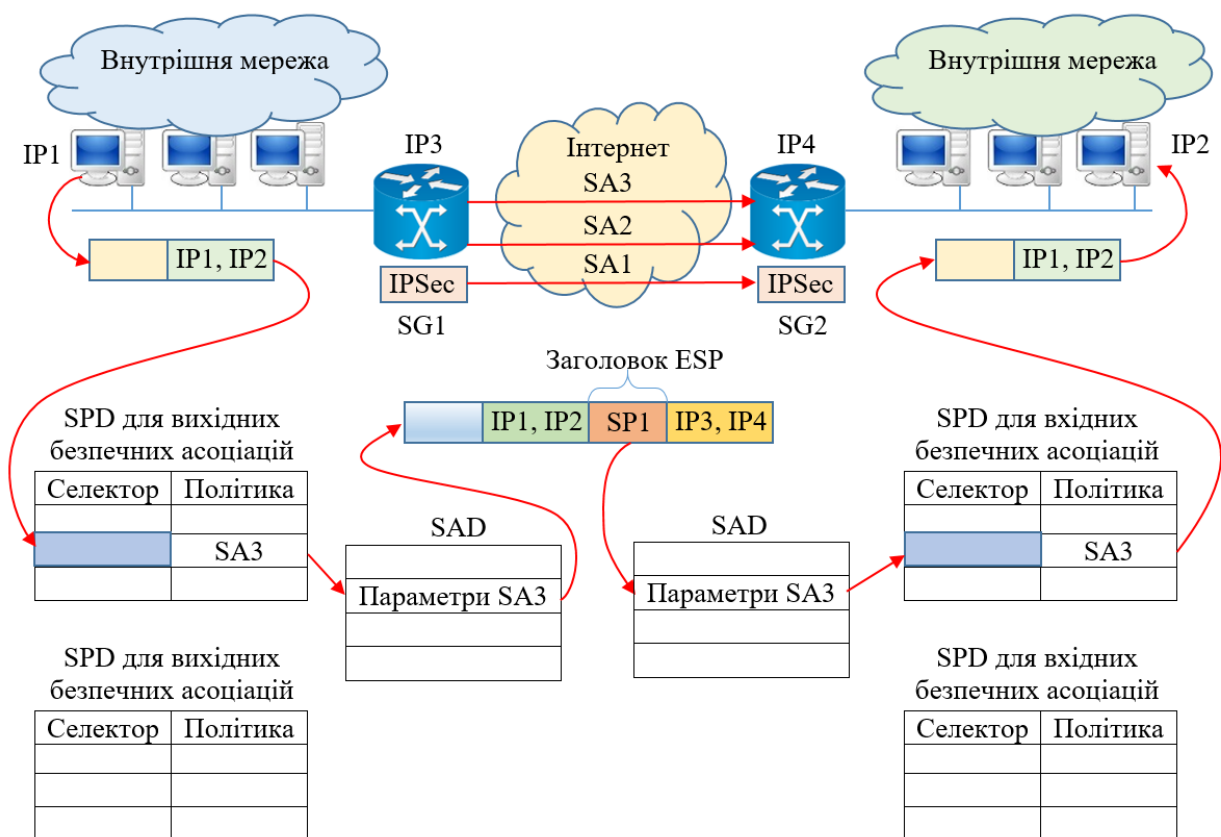 Внутрішня мережа
Внутрішня мережа
IP1
IP3
Інтернет
IP4
IP2
SA3
SA2
SA1
IP1, IP2
IPSec
IPSec
IP1, IP2
SG1
SG2
Заголовок ESP
IP1, IP2
SP1
IP3, IP4
SPD для вихідних
безпечних асоціацій
Селектор
Політика
SA3
SAD
Параметри SA3
SAD
Параметри SA3
SPD для вхідних
безпечних асоціацій
Селектор
Політика
SA3
SPD для вихідних
безпечних асоціацій
Селектор
Політика
SPD для вхідних
безпечних асоціацій
Селектор
Політика